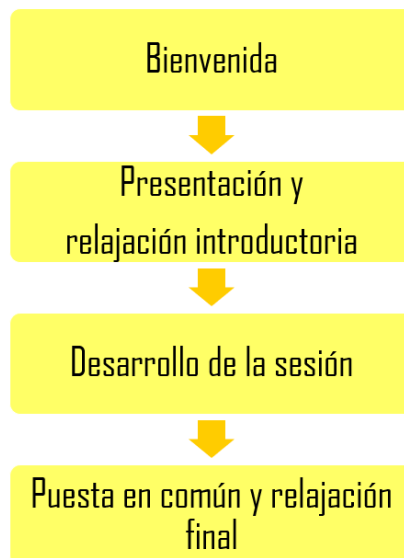 Bienvenida
Presentación y
relajación introductoria
Desarrollo de la sesión
Puesta en común y relajación
final